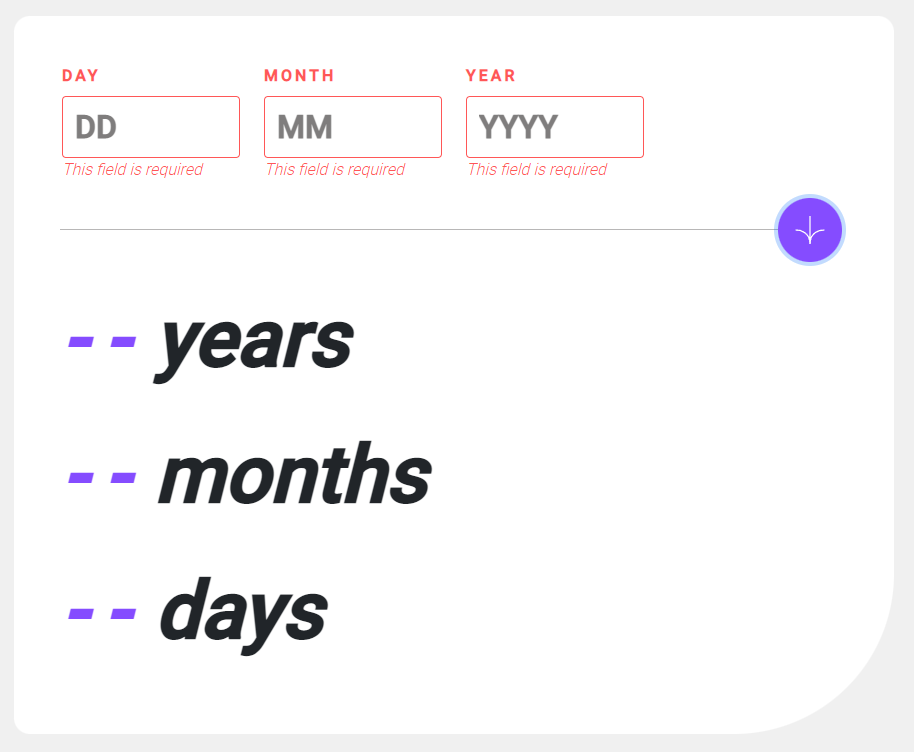 DAY MONTH YEAR
DD MM YYYY
This field is required This field is required This field is required
-- years
-- months
-- days